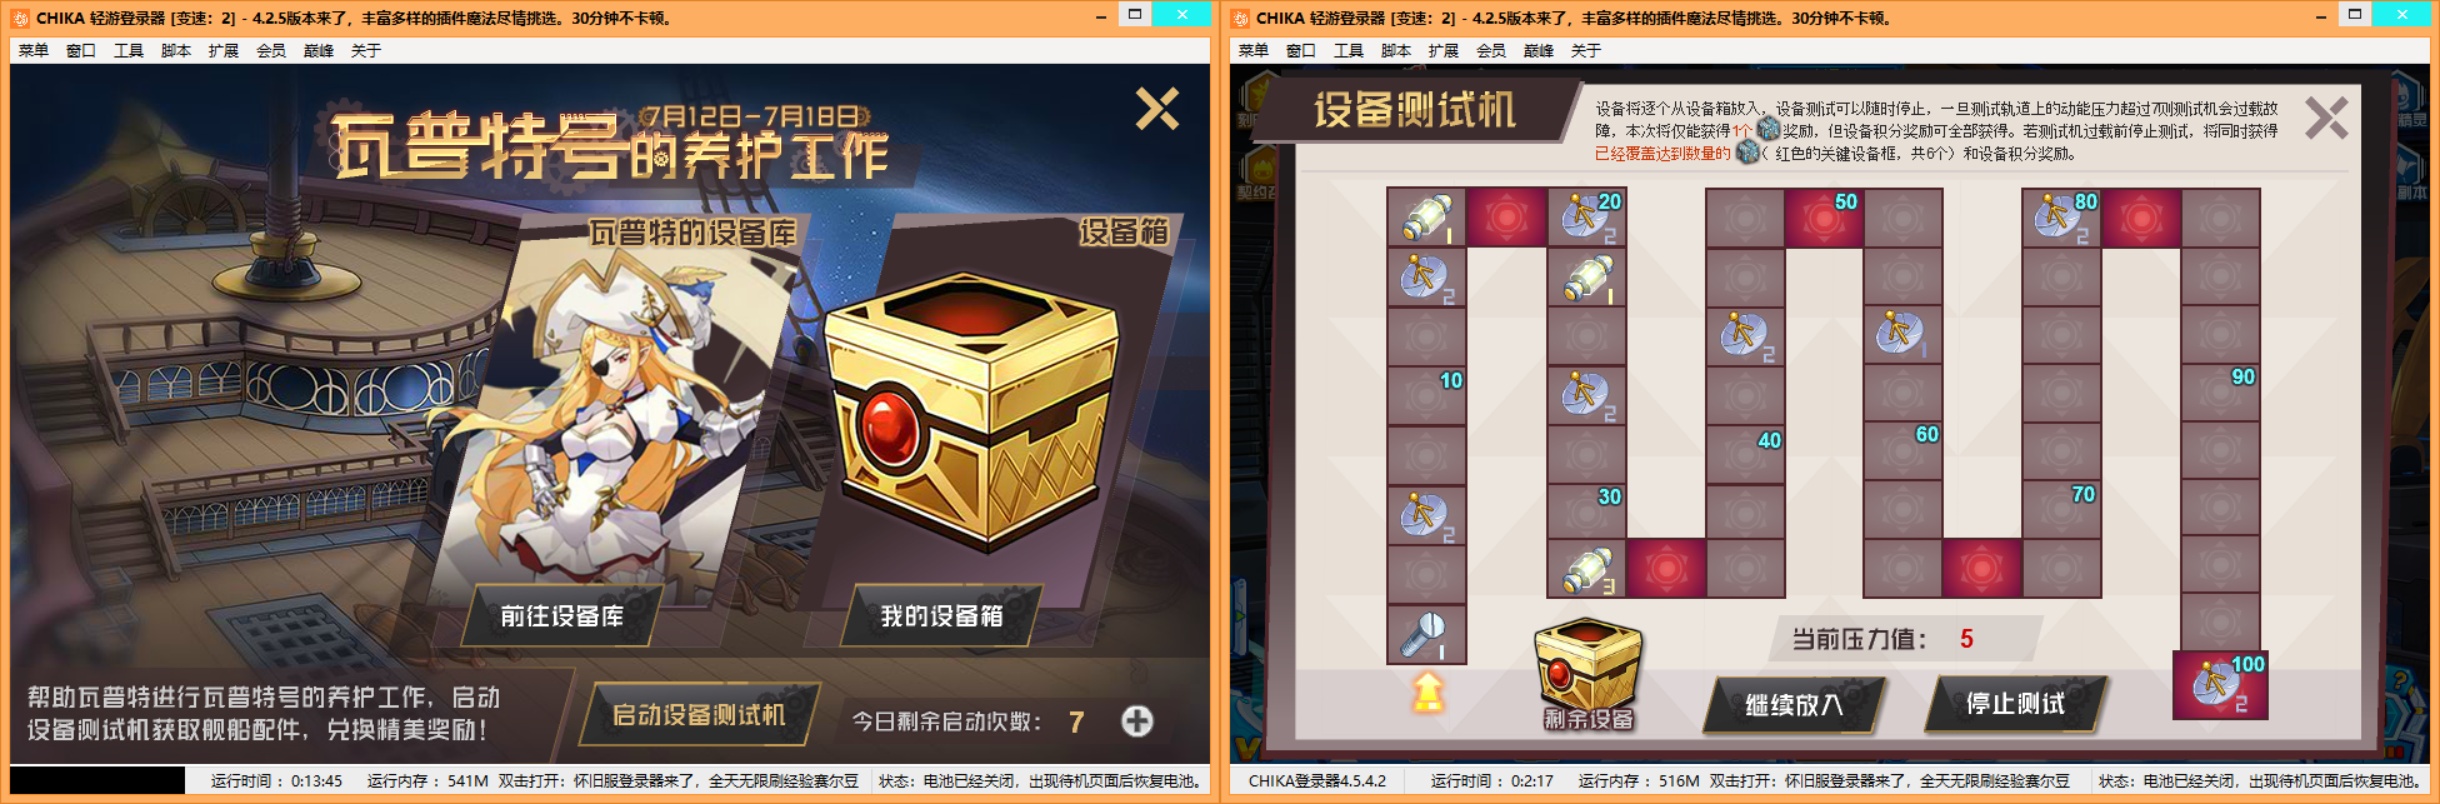 CHIKA 轻游登录器 [变速：2] - 4.2.5版本来了，丰富多样的插件魔法尽情挑选。30分钟不卡顿。
菜单 窗口 工具 脚本 扩展 会员 巅峰 关于
7月12日-7月18日
瓦普特号的养护工作
瓦普特的设备库
设备箱
前往设备库
我的设备箱
帮助瓦普特进行瓦普特号的养护工作，启动
设备测试机获取舰船配件，兑换精美奖励！
启动设备测试机
今日剩余启动次数： 7
运行时间 ：0:13:45 运行内存 ：541M 双击打开：怀旧服登录器来了，全天无限刷经验赛尔豆 状态：电池已经关闭，出现待机页面后恢复电池。
CHIKA 轻游登录器 [变速：2] - 4.2.5版本来了，丰富多样的插件魔法尽情挑选。30分钟不卡顿。
菜单 窗口 工具 脚本 扩展 会员 巅峰 关于
设备测试机
设备将逐个从设备箱放入，设备测试可以随时停止，一旦测试轨道上的动能压力超过7则测试机会过载故
障，本次将仅能获得1个 奖励，但设备积分奖励可全部获得。若测试机过载前停止测试，将同时获得
已经覆盖达到数量的 （ 红色的关键设备框，共6个）和设备积分奖励。
1 20 2 50 80 2
2 1
2 1
10 2 90
40 60
2 30 70
3
1
当前压力值： 5
剩余设备
继续放入
停止测试
100
2
CHIKA登录器4.5.4.2 运行时间 ：0:2:17 运行内存 ：516M 双击打开：怀旧服登录器来了，全天无限刷经验赛尔豆 状态：电池已经关闭，出现待机页面后恢复电池。